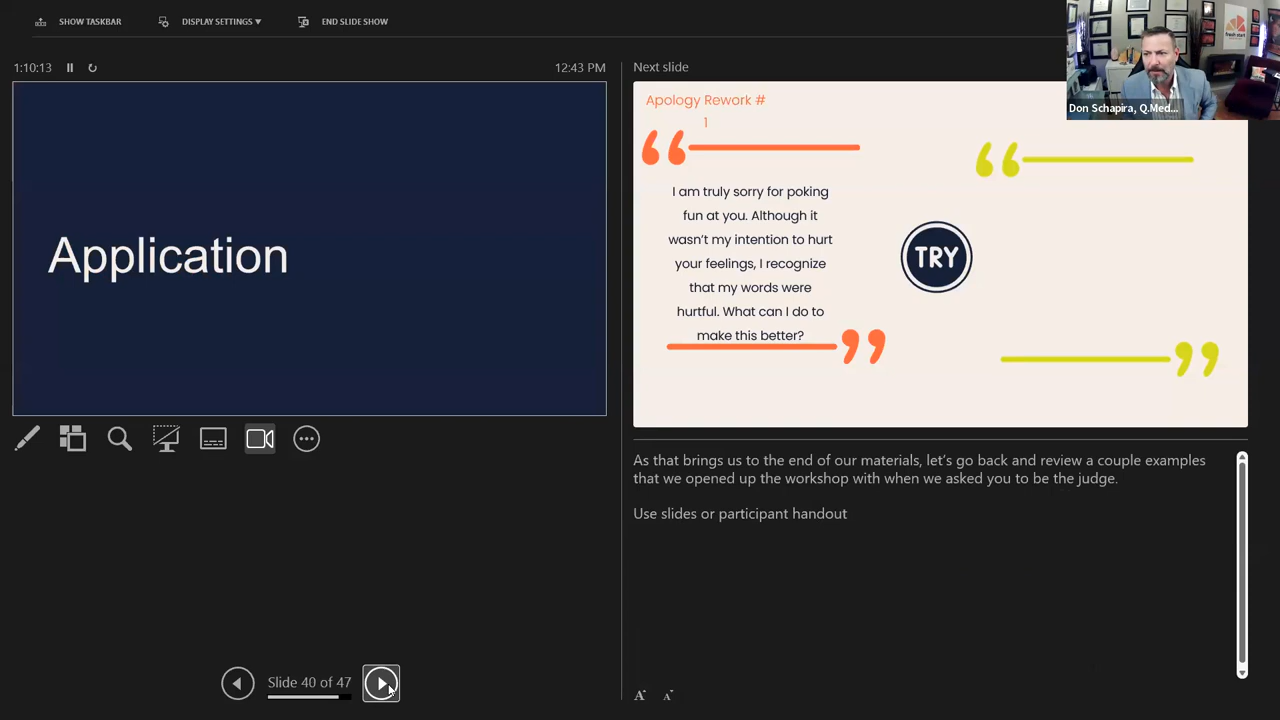 SHOW TASKBAR
DISPLAY SETTINGS
END SLIDE SHOW
1:10:13
12:43 PM
Application
Slide 40 of 47
Next slide
Apology Rework #
1
I am truly sorry for poking
fun at you. Although it
wasn't my intention to hurt
your feelings, I recognize
that my words were
hurtful. What can I do to
make this better?
TRY
fresh start
Don Schapira, Q.Med...
As that brings us to the end of our materials, let's go back and review a couple examples
that we opened up the workshop with when we asked you to be the judge.
Use slides or participant handout
A A